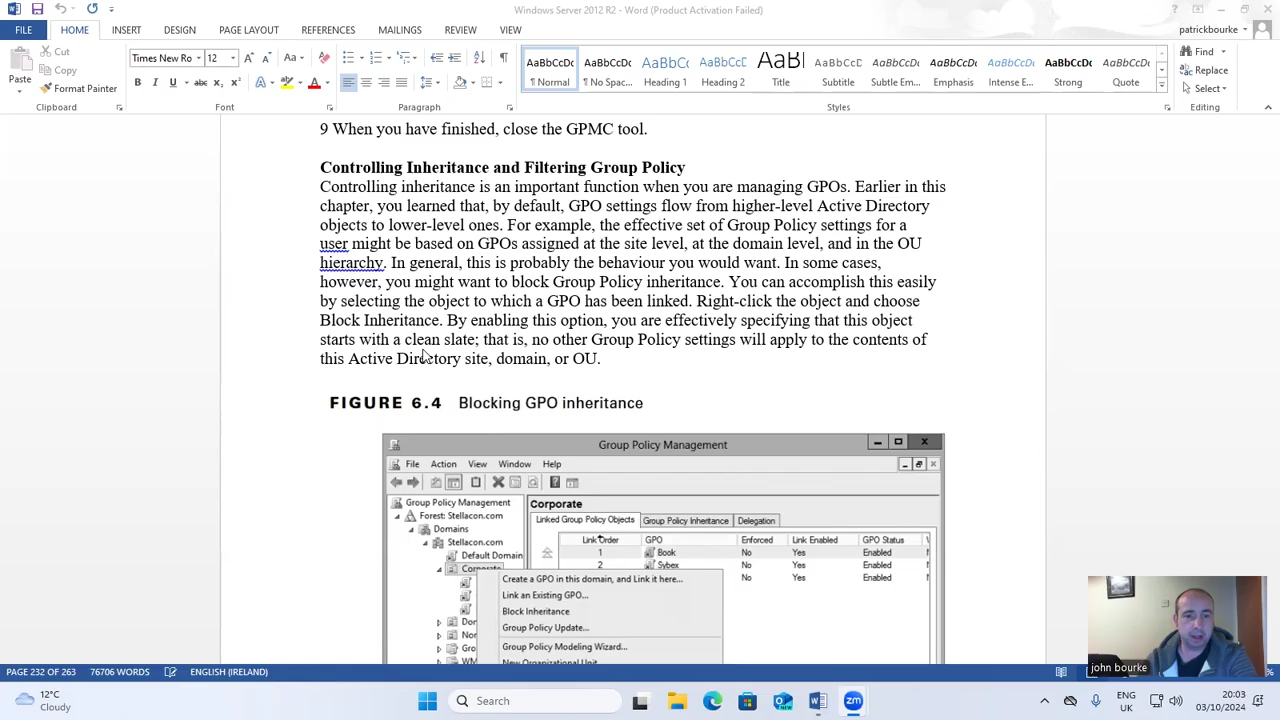 Windows Server 2012 R2 - Word (Product Activation Failed)
FILE HOME INSERT DESIGN PAGE LAYOUT REFERENCES MAILINGS REVIEW VIEW
patrickbourke
Paste
Cut
Copy
Format Painter
Clipboard
Times New Ro 12
Font
Paragraph
AaBbCcDc AaBbCcDc AaBbCc AaBbCcC AaBl AaBbCcC AaBbCcDc AaBbCcDc AaBbCcDc AaBbCcDc AaBbCcDc
¶ Normal ¶ No Spac... Heading 1 Heading 2 Title Subtitle Subtle Em... Emphasis Intense E... Strong Quote
Styles
Find
Replace
Select
Editing
9 When you have finished, close the GPMC tool.
Controlling Inheritance and Filtering Group Policy
Controlling inheritance is an important function when you are managing GPOs. Earlier in this
chapter, you learned that, by default, GPO settings flow from higher-level Active Directory
objects to lower-level ones. For example, the effective set of Group Policy settings for a
user might be based on GPOs assigned at the site level, at the domain level, and in the OU
hierarchy. In general, this is probably the behaviour you would want. In some cases,
however, you might want to block Group Policy inheritance. You can accomplish this easily
by selecting the object to which a GPO has been linked. Right-click the object and choose
Block Inheritance. By enabling this option, you are effectively specifying that this object
starts with a clean slate; that is, no other Group Policy settings will apply to the contents of
this Active Directory site, domain, or OU.
FIGURE 6.4 Blocking GPO inheritance
Group Policy Management
File Action View Window Help
Group Policy Management
Forest: Stellacon.com
Domains
Stellacon.com
Default Domain
Corporate
Corporate
Linked Group Policy Objects Group Policy Inheritance Delegation
Link Order GPO Enforced Link Enabled GPO Status
1 Book No Yes Enabled
2 Sybex No Yes Enabled
No Yes Enabled
Create a GPO in this domain, and Link it here...
Link an Existing GPO...
Block Inheritance
Group Policy Update...
Group Policy Modeling Wizard...
New Organizational Unit
john bourke
PAGE 232 OF 263 76706 WORDS ENGLISH (IRELAND)
12°C
Cloudy
Search
ENG
UK
20:03
03/10/2024